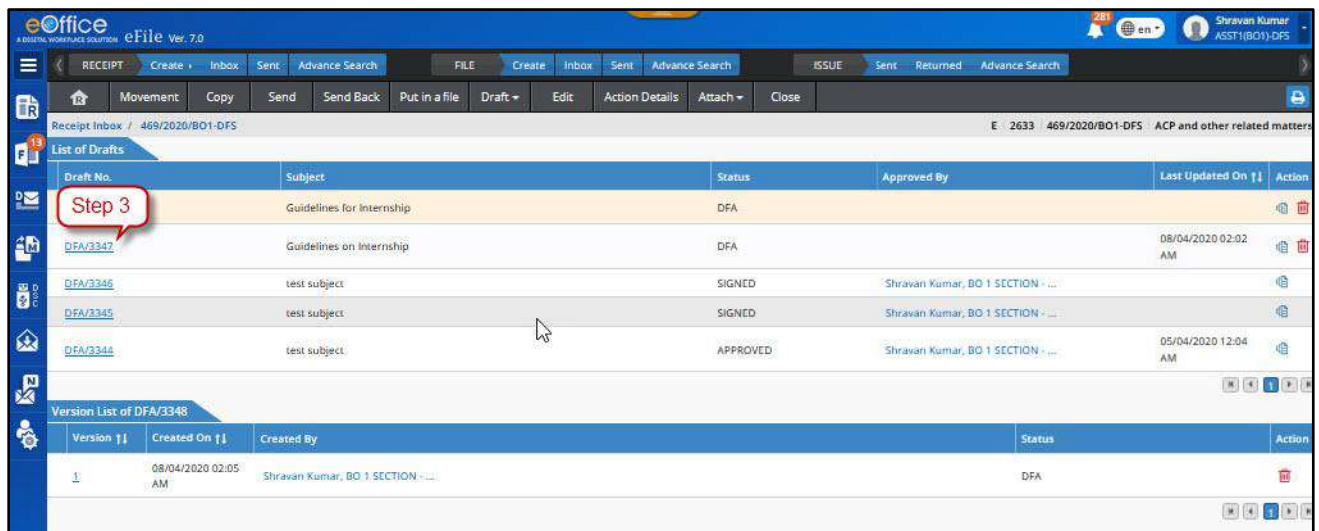 eOffice
A DIGITAL WORKPLACE SOLUTION eFile Ver. 7.0
281 en Shravan Kumar
ASST1(BO1)-DFS
RECEIPT Create Inbox Sent Advance Search FILE Create Inbox Sent Advance Search ISSUE Sent Returned Advance Search
R Movement Copy Send Send Back Put in a file Draft Edit Action Details Attach Close
Receipt Inbox / 469/2020/BO1-DFS E 2633 469/2020/BO1-DFS ACP and other related matters
13 List of Drafts
Draft No. Subject Status Approved By Last Updated On Action
Step 3 Guidelines for Internship DFA
DFA/3347 Guidelines on Internship DFA 08/04/2020 02:02
AM
DFA/3346 test subject SIGNED Shravan Kumar, BO 1 SECTION - ...
DFA/3345 test subject SIGNED Shravan Kumar, BO 1 SECTION - ...
DFA/3344 test subject APPROVED Shravan Kumar, BO 1 SECTION - ... 05/04/2020 12:04
AM
1
Version List of DFA/3348
Version Created On Created By Status Action
1 08/04/2020 02:05 Shravan Kumar, BO 1 SECTION - ... DFA
AM
1